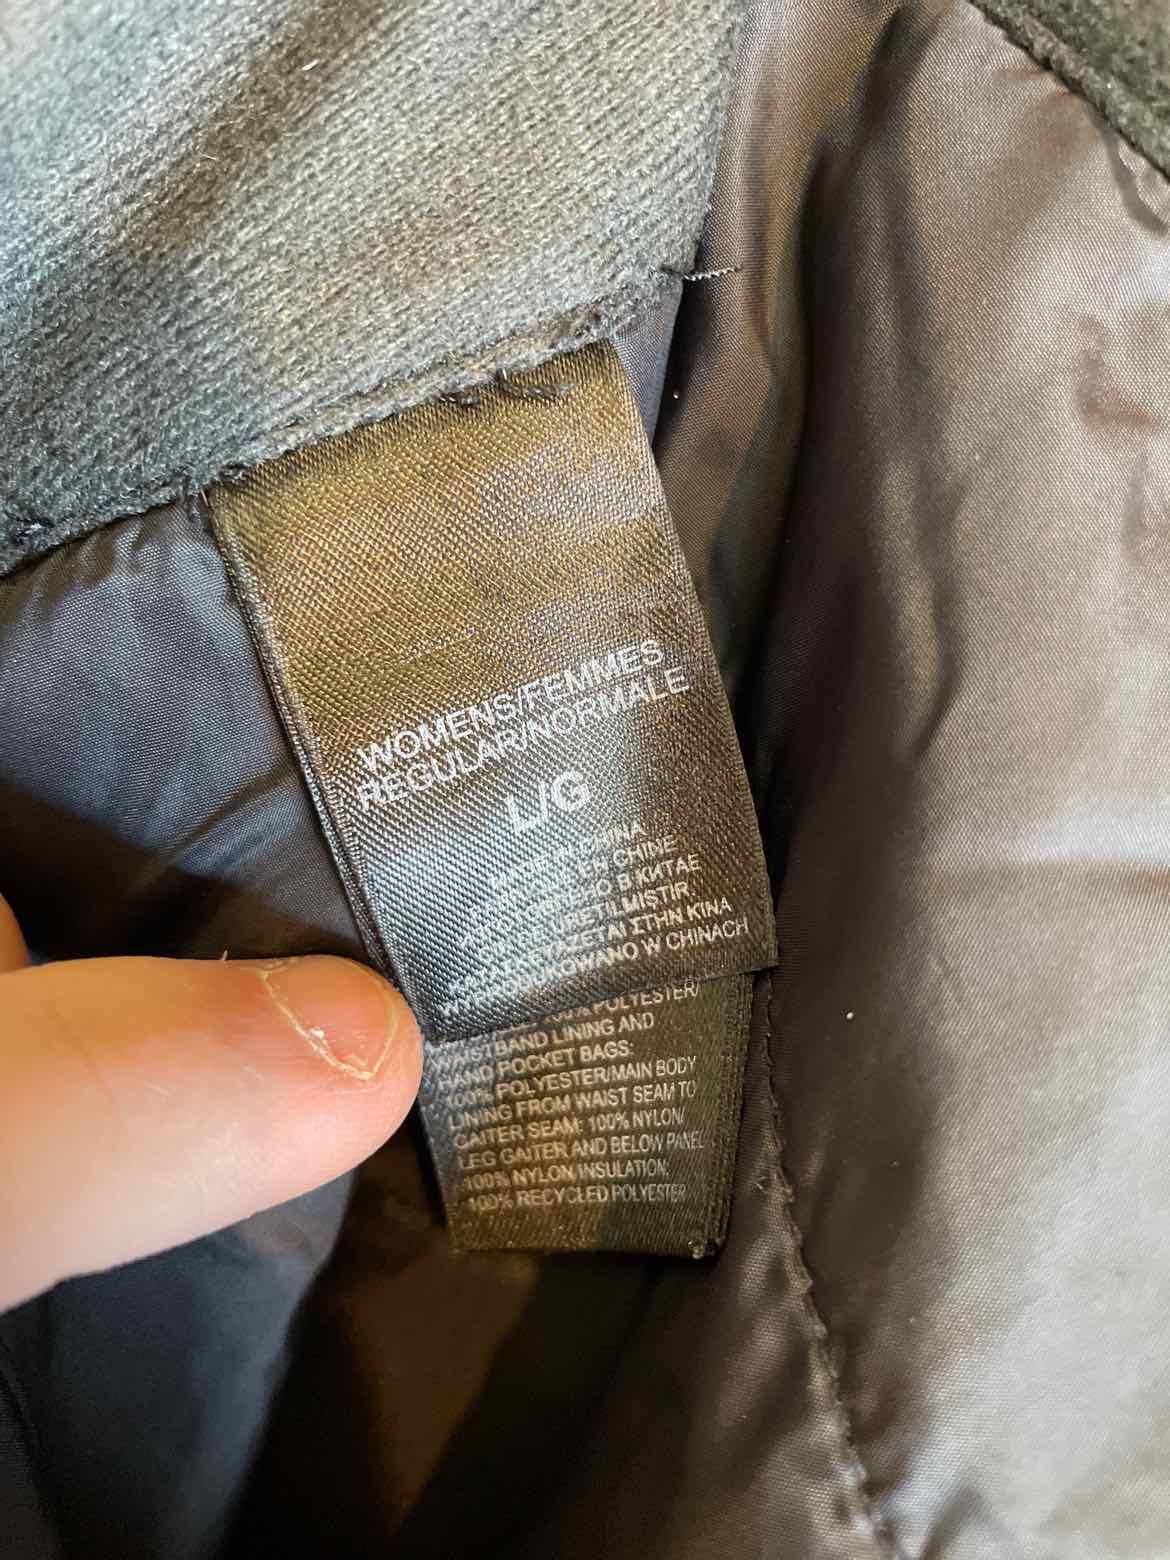 WOMENS/FEMMES
REGULAR/NORMALE
L/G
CHINE
В КИТАЕ
MISTIR
ΣΤΗΝ ΚΙΝΑ
W CHINACH
POLYESTER/
WAISTBAND LINING AND
HAND POCKET BAGS:
100% POLYESTER/MAIN BODY
LINING FROM WAIST SEAM TO
GAITER SEAM: 100% NYLON/
LEG GAITER AND BELOW PANEL
100% NYLON INSULATION:
100% RECYCLED POLYESTER